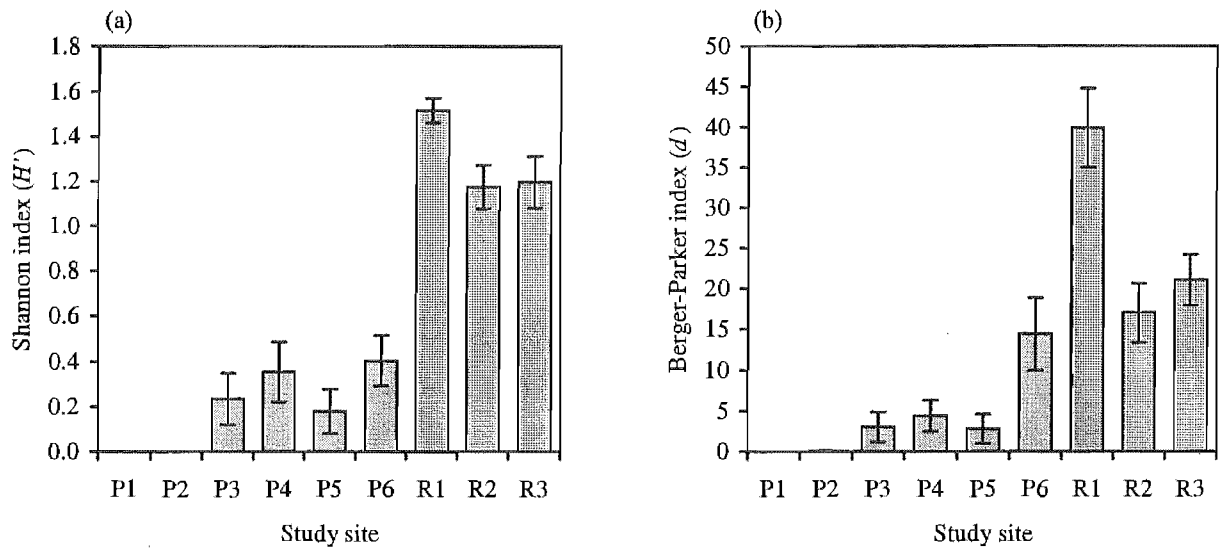 (a)
1.8
1.6
1.4
1.2
1.0
0.8
0.6
0.4
0.2
0.0
Shannon index (H')
P1 P2 P3 P4 P5 P6 R1 R2 R3
Study site
(b)
50
45
40
35
30
25
20
15
10
5
0
Berger-Parker index (d)
P1 P2 P3 P4 P5 P6 R1 R2 R3
Study site